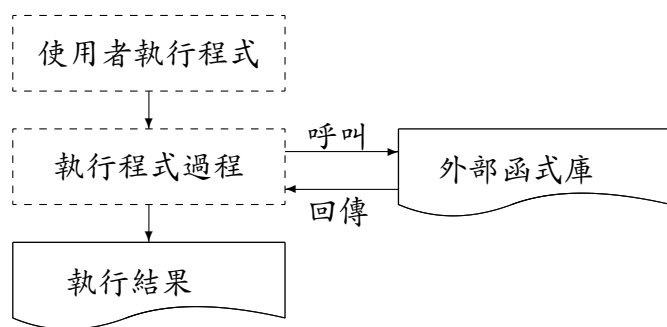 使用者執行程式
呼叫
執行程式過程
外部函式庫
回傳
執行結果